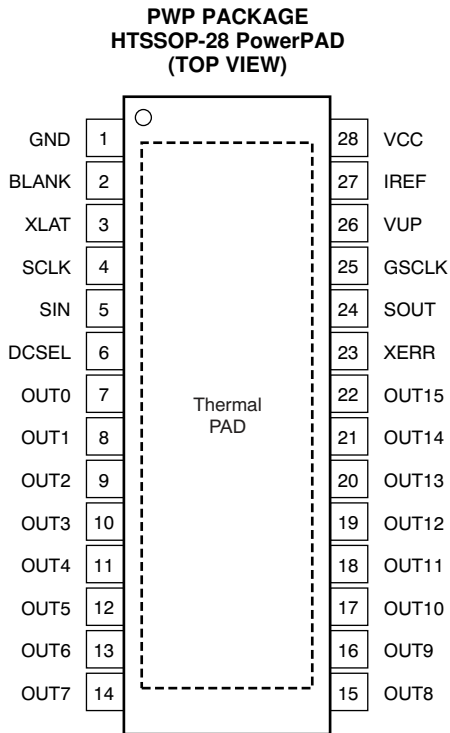 PWP PACKAGE
HTSSOP-28 PowerPAD
(TOP VIEW)
GND 1 28 VCC
BLANK 2 27 IREF
XLAT 3 26 VUP
SCLK 4 25 GSCLK
SIN 5 24 SOUT
DCSEL 6 23 XERR
OUT0 7 22 OUT15
Thermal
PAD
OUT1 8 21 OUT14
OUT2 9 20 OUT13
OUT3 10 19 OUT12
OUT4 11 18 OUT11
OUT5 12 17 OUT10
OUT6 13 16 OUT9
OUT7 14 15 OUT8